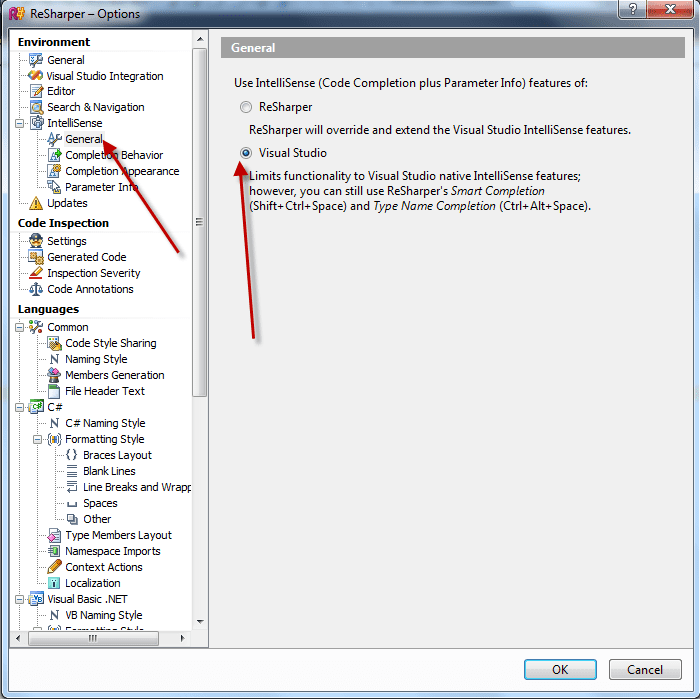 ReSharper – Options
Environment
General
Visual Studio Integration
Editor
Search & Navigation
IntelliSense
General
Completion Behavior
Completion Appearance
Parameter Info
Updates
Code Inspection
Settings
Generated Code
Inspection Severity
Code Annotations
Languages
Common
Code Style Sharing
Naming Style
Members Generation
File Header Text
C#
C# Naming Style
Formatting Style
Braces Layout
Blank Lines
Line Breaks and Wrapp
Spaces
Other
Type Members Layout
Namespace Imports
Context Actions
Localization
Visual Basic .NET
VB Naming Style
Formatting Style
General
Use IntelliSense (Code Completion plus Parameter Info) features of:
ReSharper
ReSharper will override and extend the Visual Studio IntelliSense features.
Visual Studio
Limits functionality to Visual Studio native IntelliSense features;
however, you can still use ReSharper's Smart Completion
(Shift+Ctrl+Space) and Type Name Completion (Ctrl+Alt+Space).
OK
Cancel